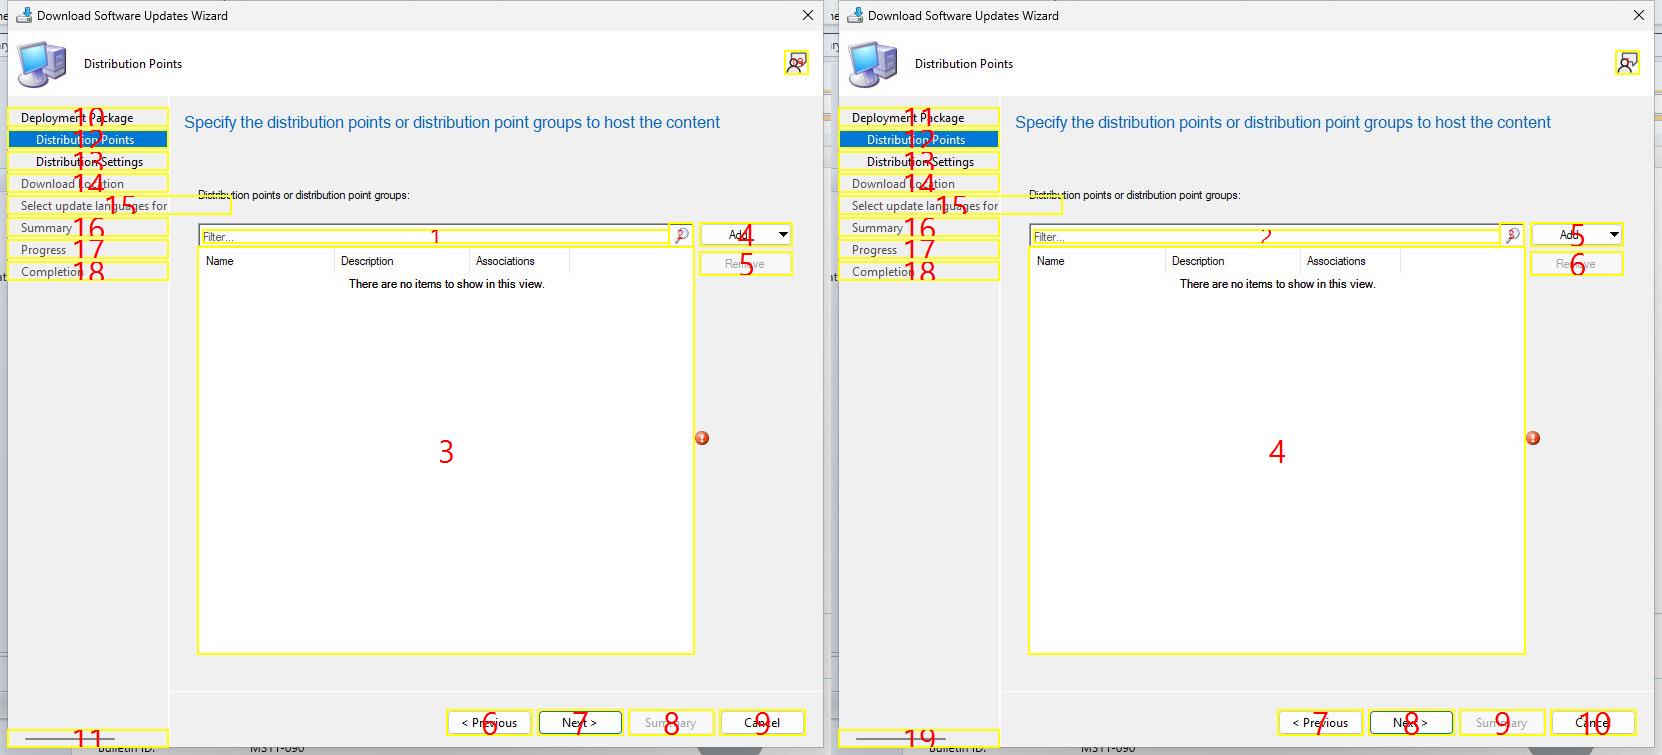 Download Software Updates Wizard
Distribution Points
19
10
Deployment Package
12
Distribution Points
13
Distribution Settings
14
Download Location
15
Select update languages for
16
Summary
17
Progress
18
Completion
11
Specify the distribution points or distribution point groups to host the content
Distribution points or distribution point groups:
Filter...
1
2
Add
4
Remove
5
Name Description Associations
There are no items to show in this view.
3
< Previous
6
Next >
7
Summary
8
Cancel
9
Bulletin ID: MS11-090
Download Software Updates Wizard
Distribution Points
1
11
Deployment Package
12
Distribution Points
13
Distribution Settings
14
Download Location
15
Select update languages for
16
Summary
17
Progress
18
Completion
19
Specify the distribution points or distribution point groups to host the content
Distribution points or distribution point groups:
Filter...
2
3
Add
5
Remove
6
Name Description Associations
There are no items to show in this view.
4
< Previous
7
Next >
8
Summary
9
Cancel
10
Bulletin ID: MS11-090